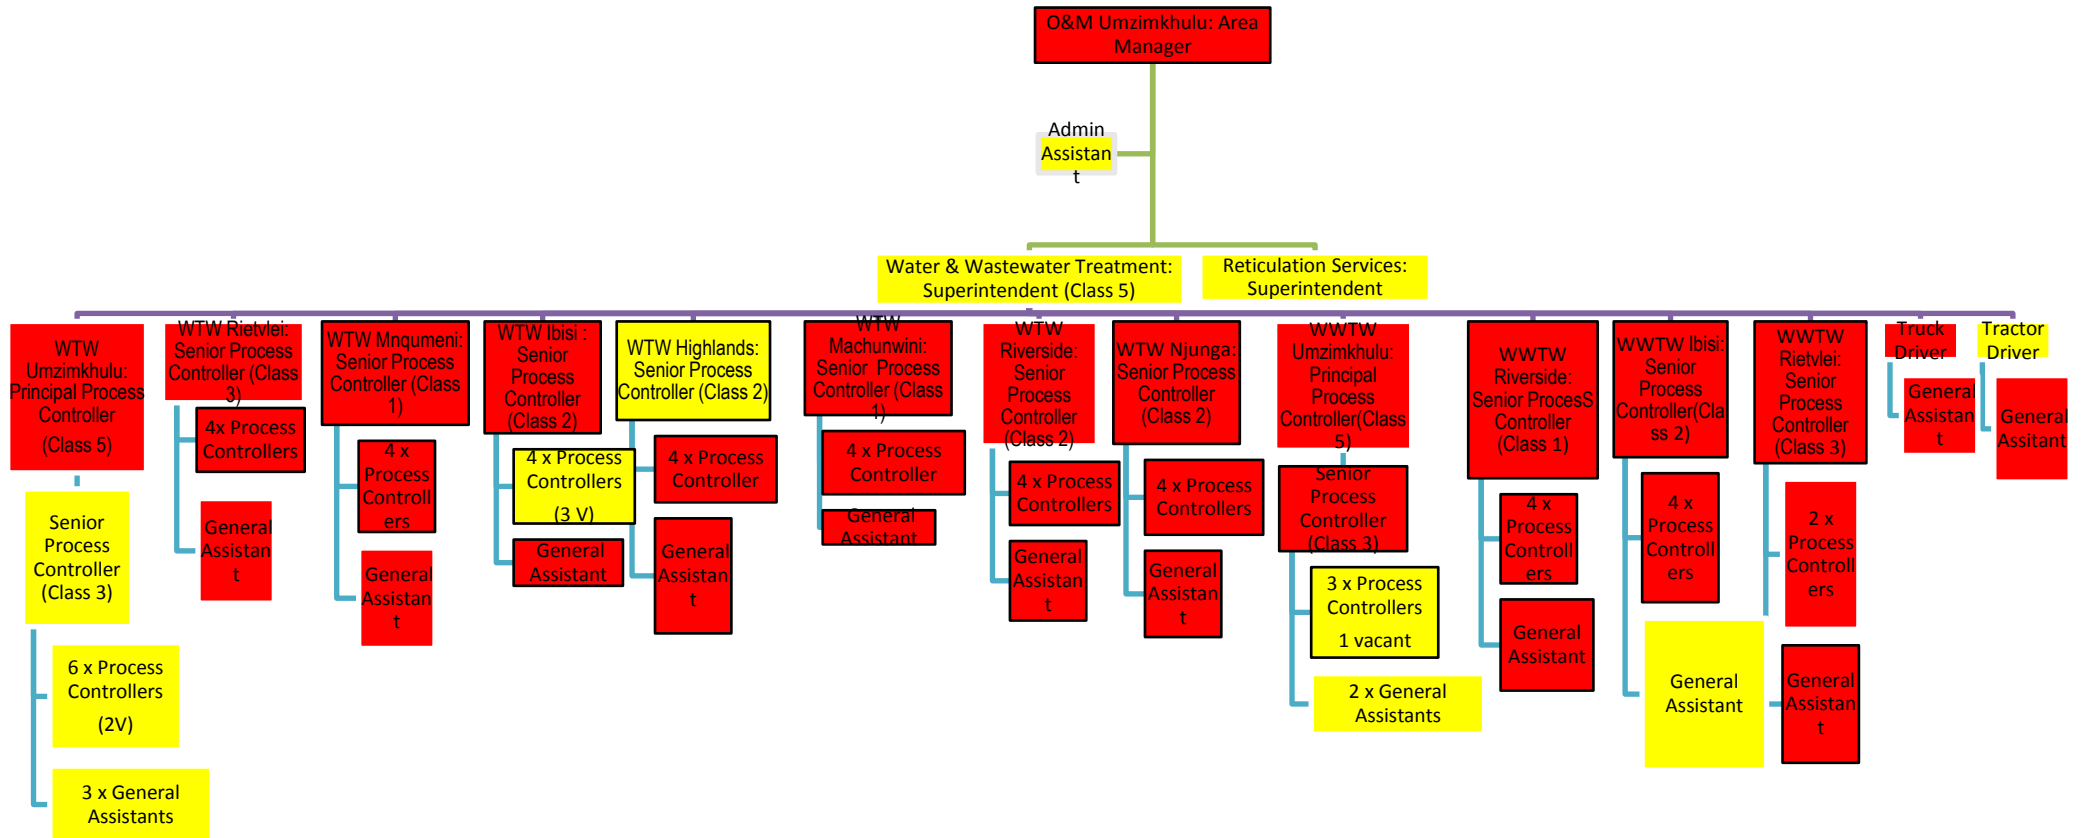 O&M Umzimkhulu: Area
Manager
Admin
Assistan
t
Water & Wastewater Treatment:
Superintendent (Class 5)
Reticulation Services:
Superintendent
WTW
Umzimkhulu:
Principal Process
Controller
(Class 5)
Senior
Process
Controller
(Class 3)
6 x Process
Controllers
(2V)
3 x General
Assistants
WTW Rietvlei:
Senior Process
Controller (Class
3)
4x Process
Controllers
General
Assistan
t
WTW Mnqumeni:
Senior Process
Controller (Class
1)
4 x
Process
Controll
ers
General
Assistan
t
WTW Ibisi :
Senior
Process
Controller
(Class 2)
4 x Process
Controllers
(3 V)
General
Assistant
WTW Highlands:
Senior Process
Controller (Class 2)
4 x Process
Controller
General
Assistan
t
WTW
Machunwini:
Senior Process
Controller (Class
1)
4 x Process
Controller
General
Assistant
WTW
Riverside:
Senior
Process
Controller
(Class 2)
4 x Process
Controllers
General
Assistan
t
WTW Njunga:
Senior Process
Controller
(Class 2)
4 x Process
Controllers
General
Assistan
t
WWTW
Umzimkhulu:
Principal
Process
Controller(Class
5)
Senior
Process
Controller
(Class 3)
3 x Process
Controllers
1 vacant
2 x General
Assistants
WWTW
Riverside:
Senior ProcesS
Controller
(Class 1)
4 x
Process
Controll
ers
General
Assistant
WWTW Ibisi:
Senior
Process
Controller(Cla
ss 2)
4 x
Process
Controll
ers
General
Assistant
WWTW
Rietvlei:
Senior
Process
Controller
(Class 3)
2 x
Process
Controll
ers
General
Assistan
t
Truck
Driver
General
Assistan
t
Tractor
Driver
General
Assitant